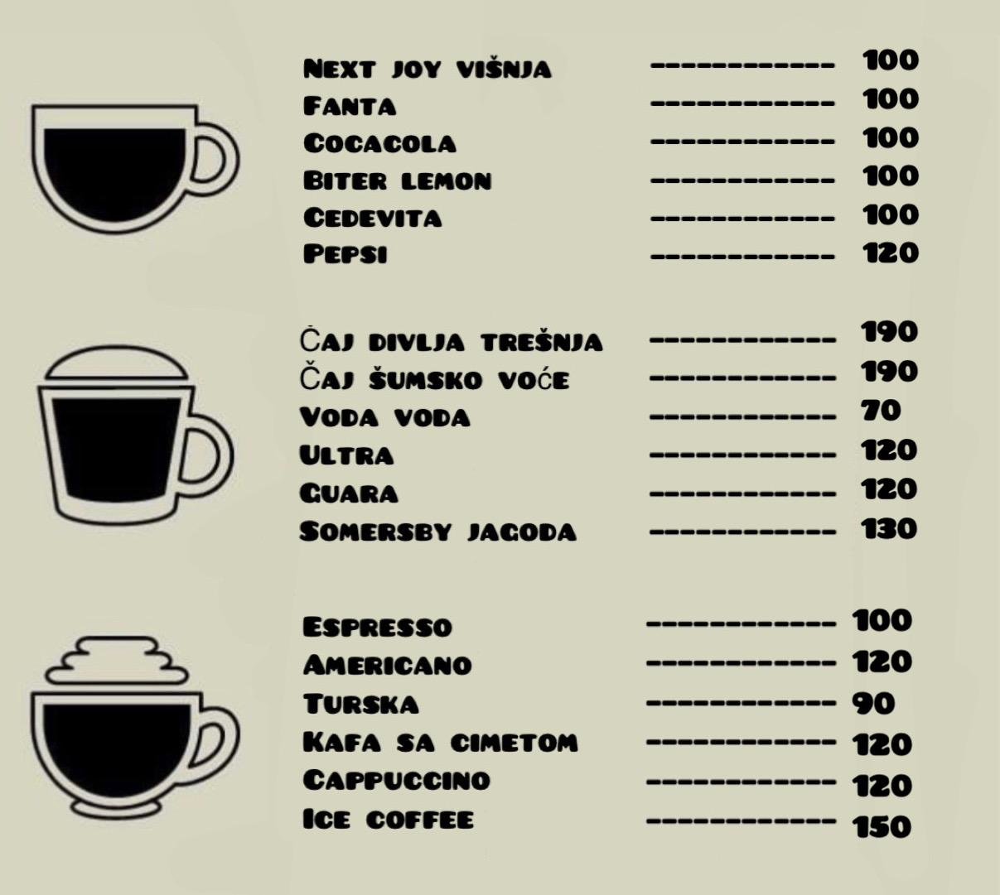 Next joy višnja ------------ 100
Fanta ------------ 100
Cocacola ------------ 100
Biter lemon ------------ 100
Cedevita ------------ 100
Pepsi ------------ 120
Čaj divlja trešnja ------------ 190
Čaj šumsko voće ------------ 190
Voda voda ------------ 70
Ultra ------------ 120
Guara ------------ 120
Somersby jagoda ------------ 130
Espresso ------------ 100
Americano ------------ 120
Turska ------------ 90
Kafa sa cimetom ------------ 120
Cappuccino ------------ 120
Ice coffee ------------ 150